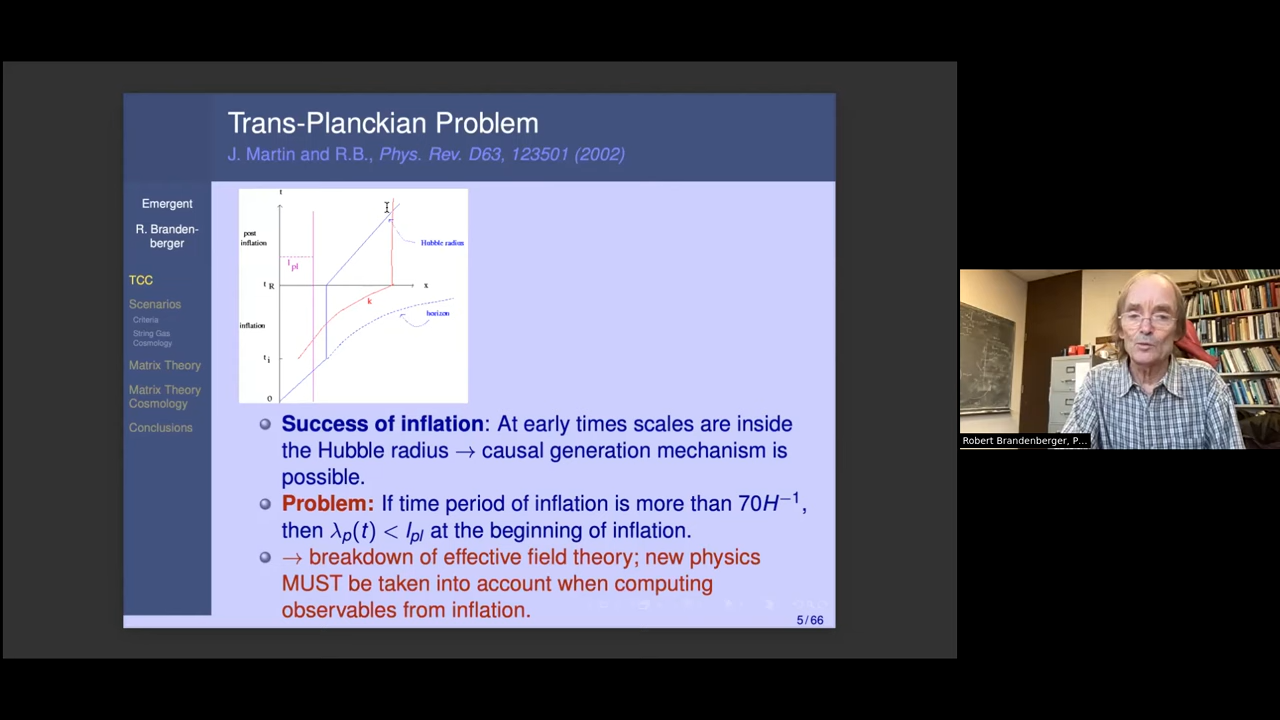 Trans-Planckian Problem
J. Martin and R.B., Phys. Rev. D63, 123501 (2002)
Emergent
R. Branden-
berger
TCC
Scenarios
Criteria
String Gas
Cosmology
Matrix Theory
Matrix Theory
Cosmology
Conclusions
t
post
inflation
Hubble radius
l pl
t R
x
k
inflation
horizon
t i
0
Success of inflation: At early times scales are inside
the Hubble radius → causal generation mechanism is
possible.
Problem: If time period of inflation is more than 70H⁻¹,
then λp(t) < lpl at the beginning of inflation.
→ breakdown of effective field theory; new physics
MUST be taken into account when computing
observables from inflation.
5/66
Robert Brandenberger, P...